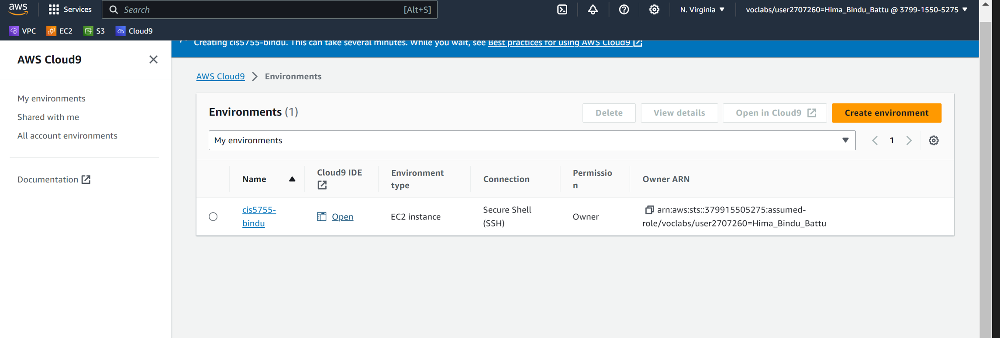 aws
Services
Search
[Alt+S]
N. Virginia
voclabs/user2707260=Hima_Bindu_Battu @ 3799-1550-5275
VPC
EC2
S3
Cloud9
Creating cis5755-bindu. This can take several minutes. While you wait, see Best practices for using AWS Cloud9
AWS Cloud9
My environments
Shared with me
All account environments
Documentation
AWS Cloud9
Environments
Environments (1)
Delete
View details
Open in Cloud9
Create environment
My environments
1
Name
Cloud9 IDE
Environment
type
Connection
Permissio
n
Owner ARN
cis5755-
bindu
Open
EC2 instance
Secure Shell
(SSH)
Owner
arn:aws:sts::379915505275:assumed-
role/voclabs/user2707260=Hima_Bindu_Battu